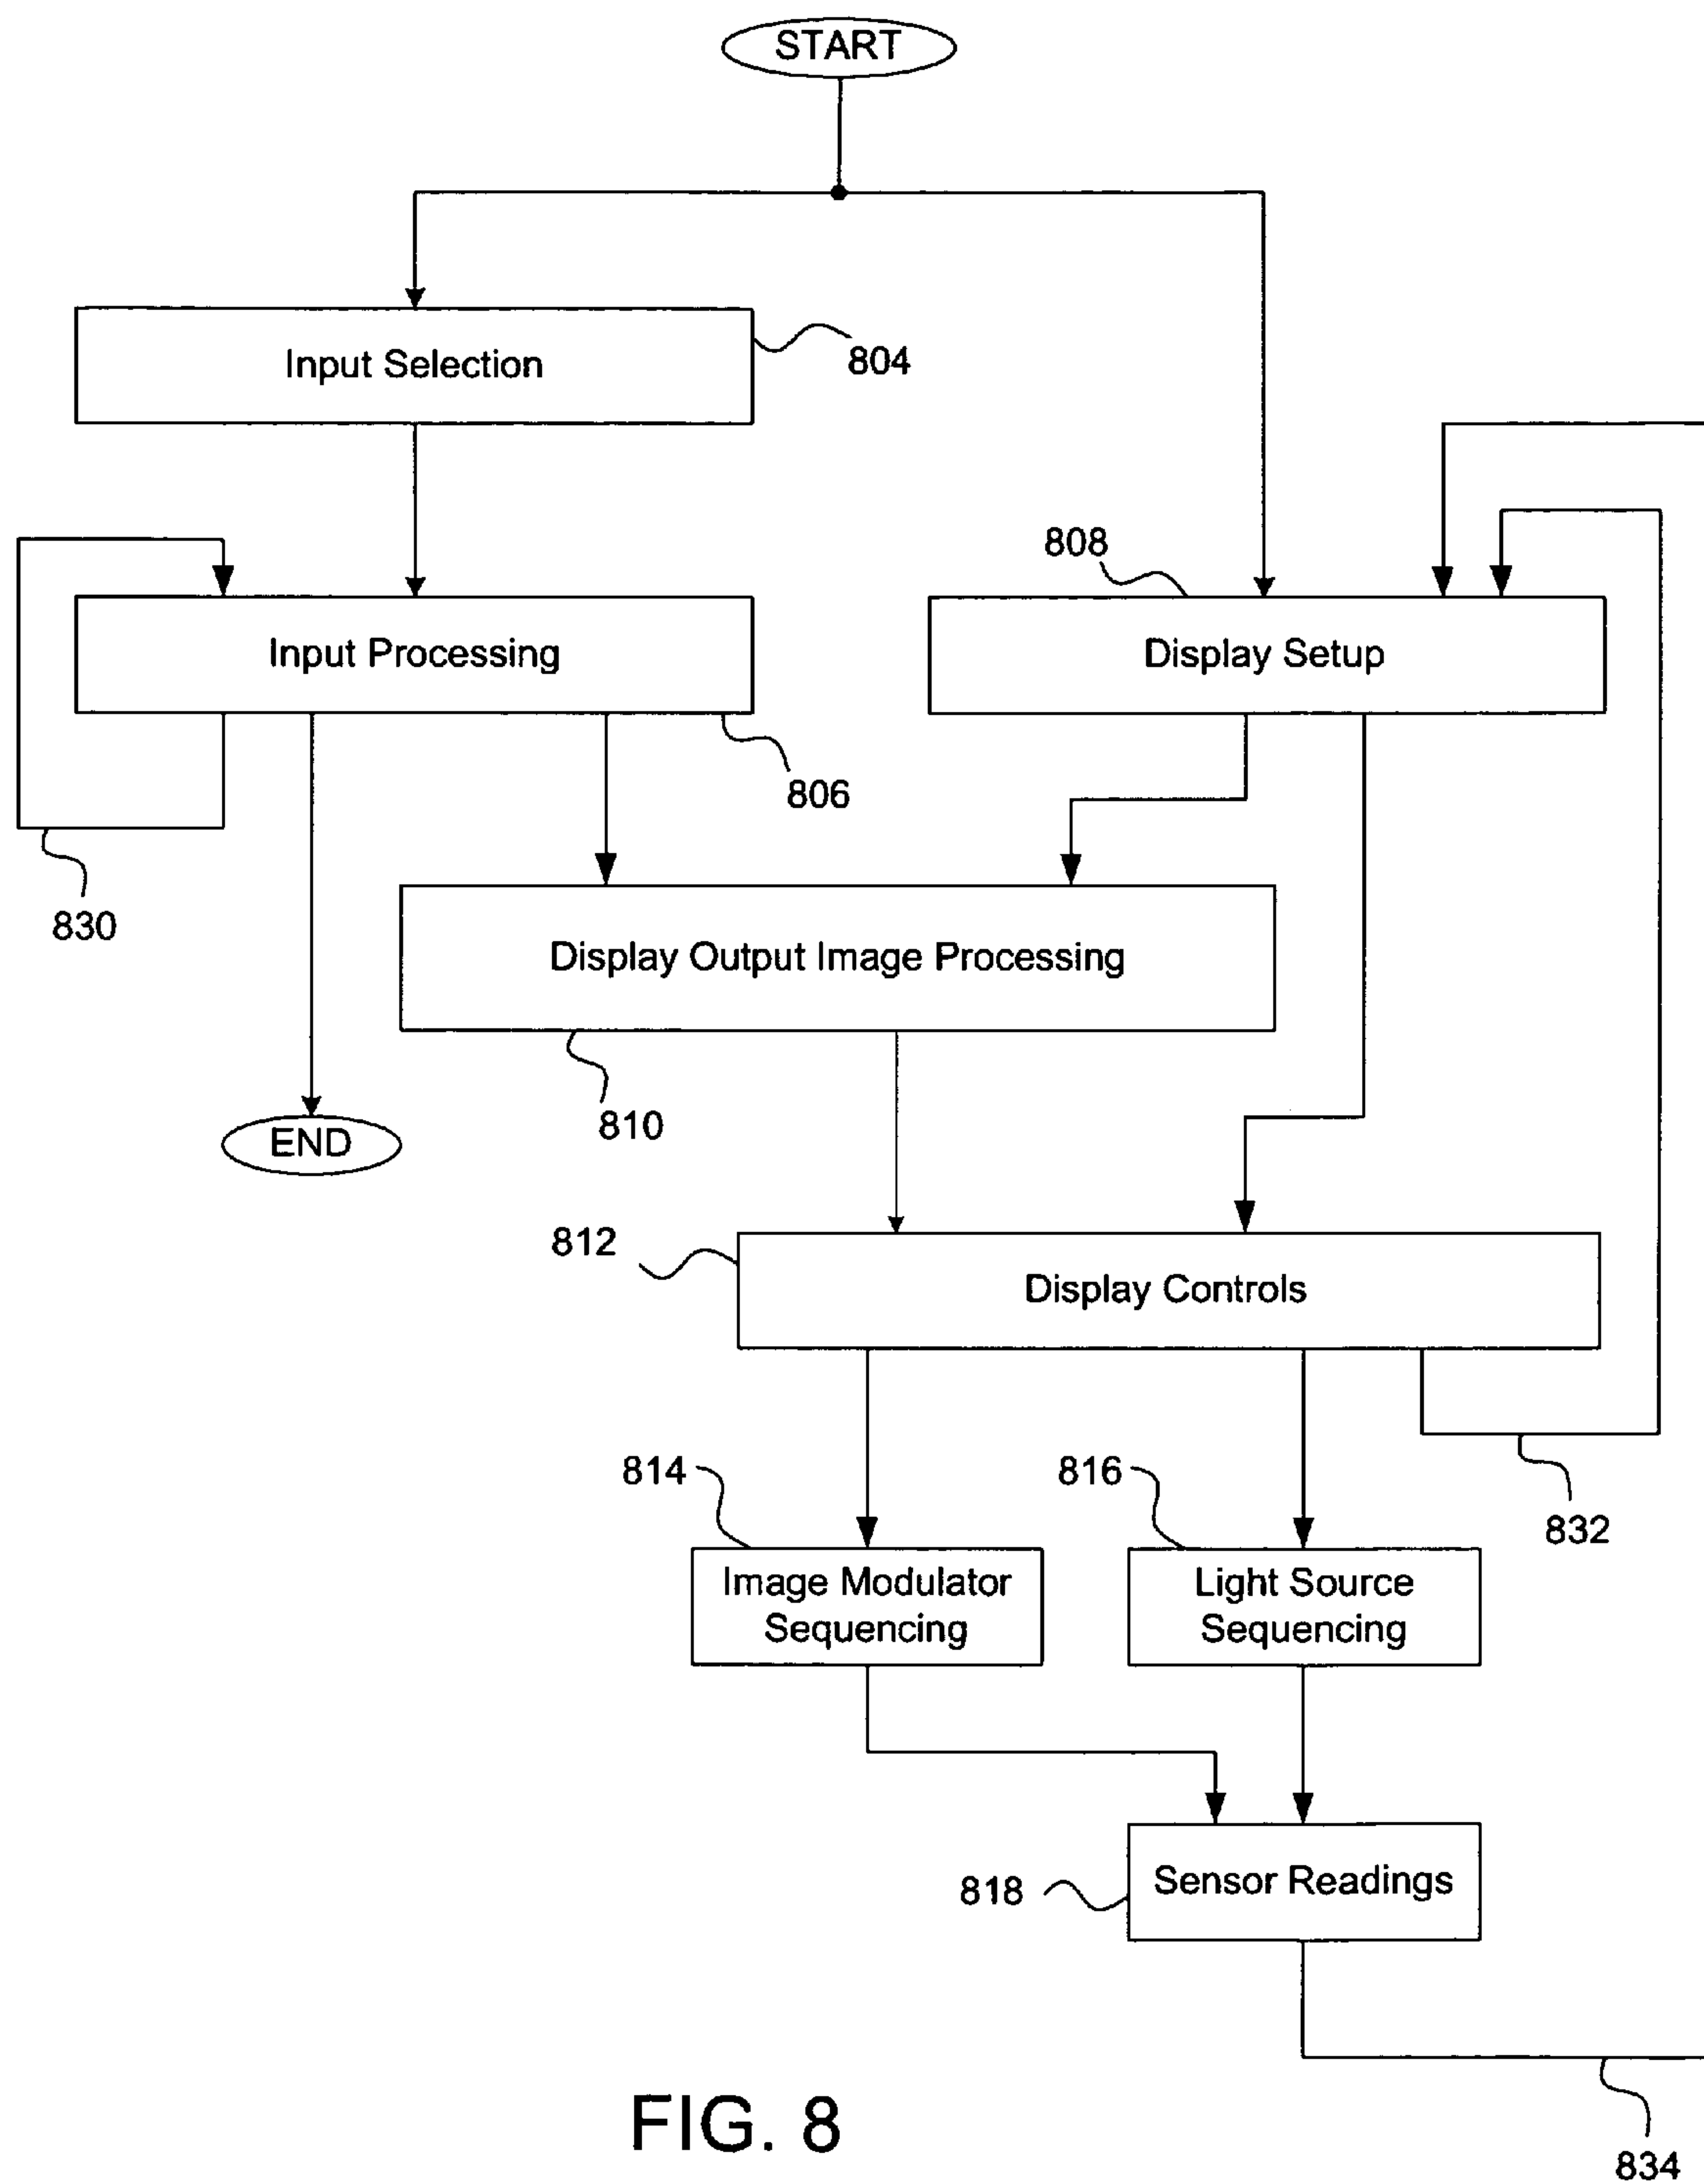 START
Input Selection
804
808
Input Processing
Display Setup
806
830
Display Output Image Processing
810
END
812
Display Controls
814
816
832
Image Modulator
Sequencing
Light Source
Sequencing
818
Sensor Readings
FIG. 8
834